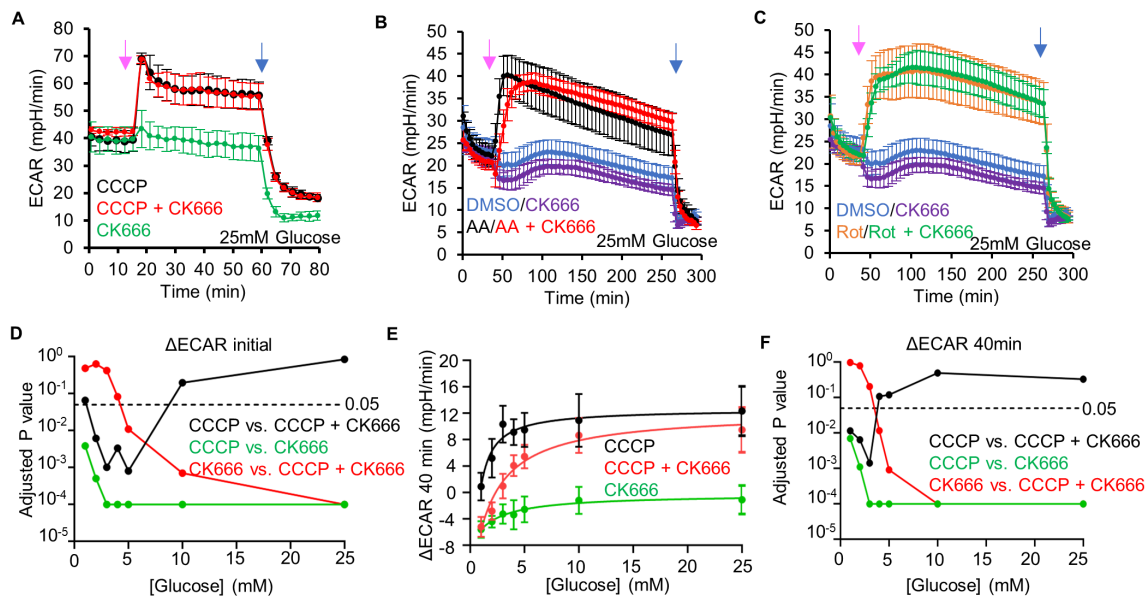 A
80
70
60
50
40
30
20
10
0
ECAR (mpH/min)
CCCP
CCCP + CK666
CK666
25mM Glucose
0 10 20 30 40 50 60 70 80
Time (min)
B
50
45
40
35
30
25
20
15
10
5
0
ECAR (mpH/min)
DMSO/CK666
AA/AA + CK666
25mM Glucose
0 50 100 150 200 250 300
Time (min)
C
50
45
40
35
30
25
20
15
10
5
0
ECAR (mpH/min)
DMSO/CK666
Rot/Rot + CK666
25mM Glucose
0 50 100 150 200 250 300
Time (min)
D
ΔECAR initial
10⁰
10⁻¹
10⁻²
10⁻³
10⁻⁴
10⁻⁵
Adjusted P value
0.05
CCCP vs. CCCP + CK666
CCCP vs. CK666
CK666 vs. CCCP + CK666
0 5 10 15 20 25
[Glucose] (mM)
E
20
16
12
8
4
0
-4
-8
ΔECAR 40 min (mpH/min)
CCCP
CCCP + CK666
CK666
0 5 10 15 20 25
[Glucose] (mM)
F
ΔECAR 40min
10⁰
10⁻¹
10⁻²
10⁻³
10⁻⁴
10⁻⁵
Adjusted P value
0.05
CCCP vs. CCCP + CK666
CCCP vs. CK666
CK666 vs. CCCP + CK666
0 5 10 15 20 25
[Glucose] (mM)